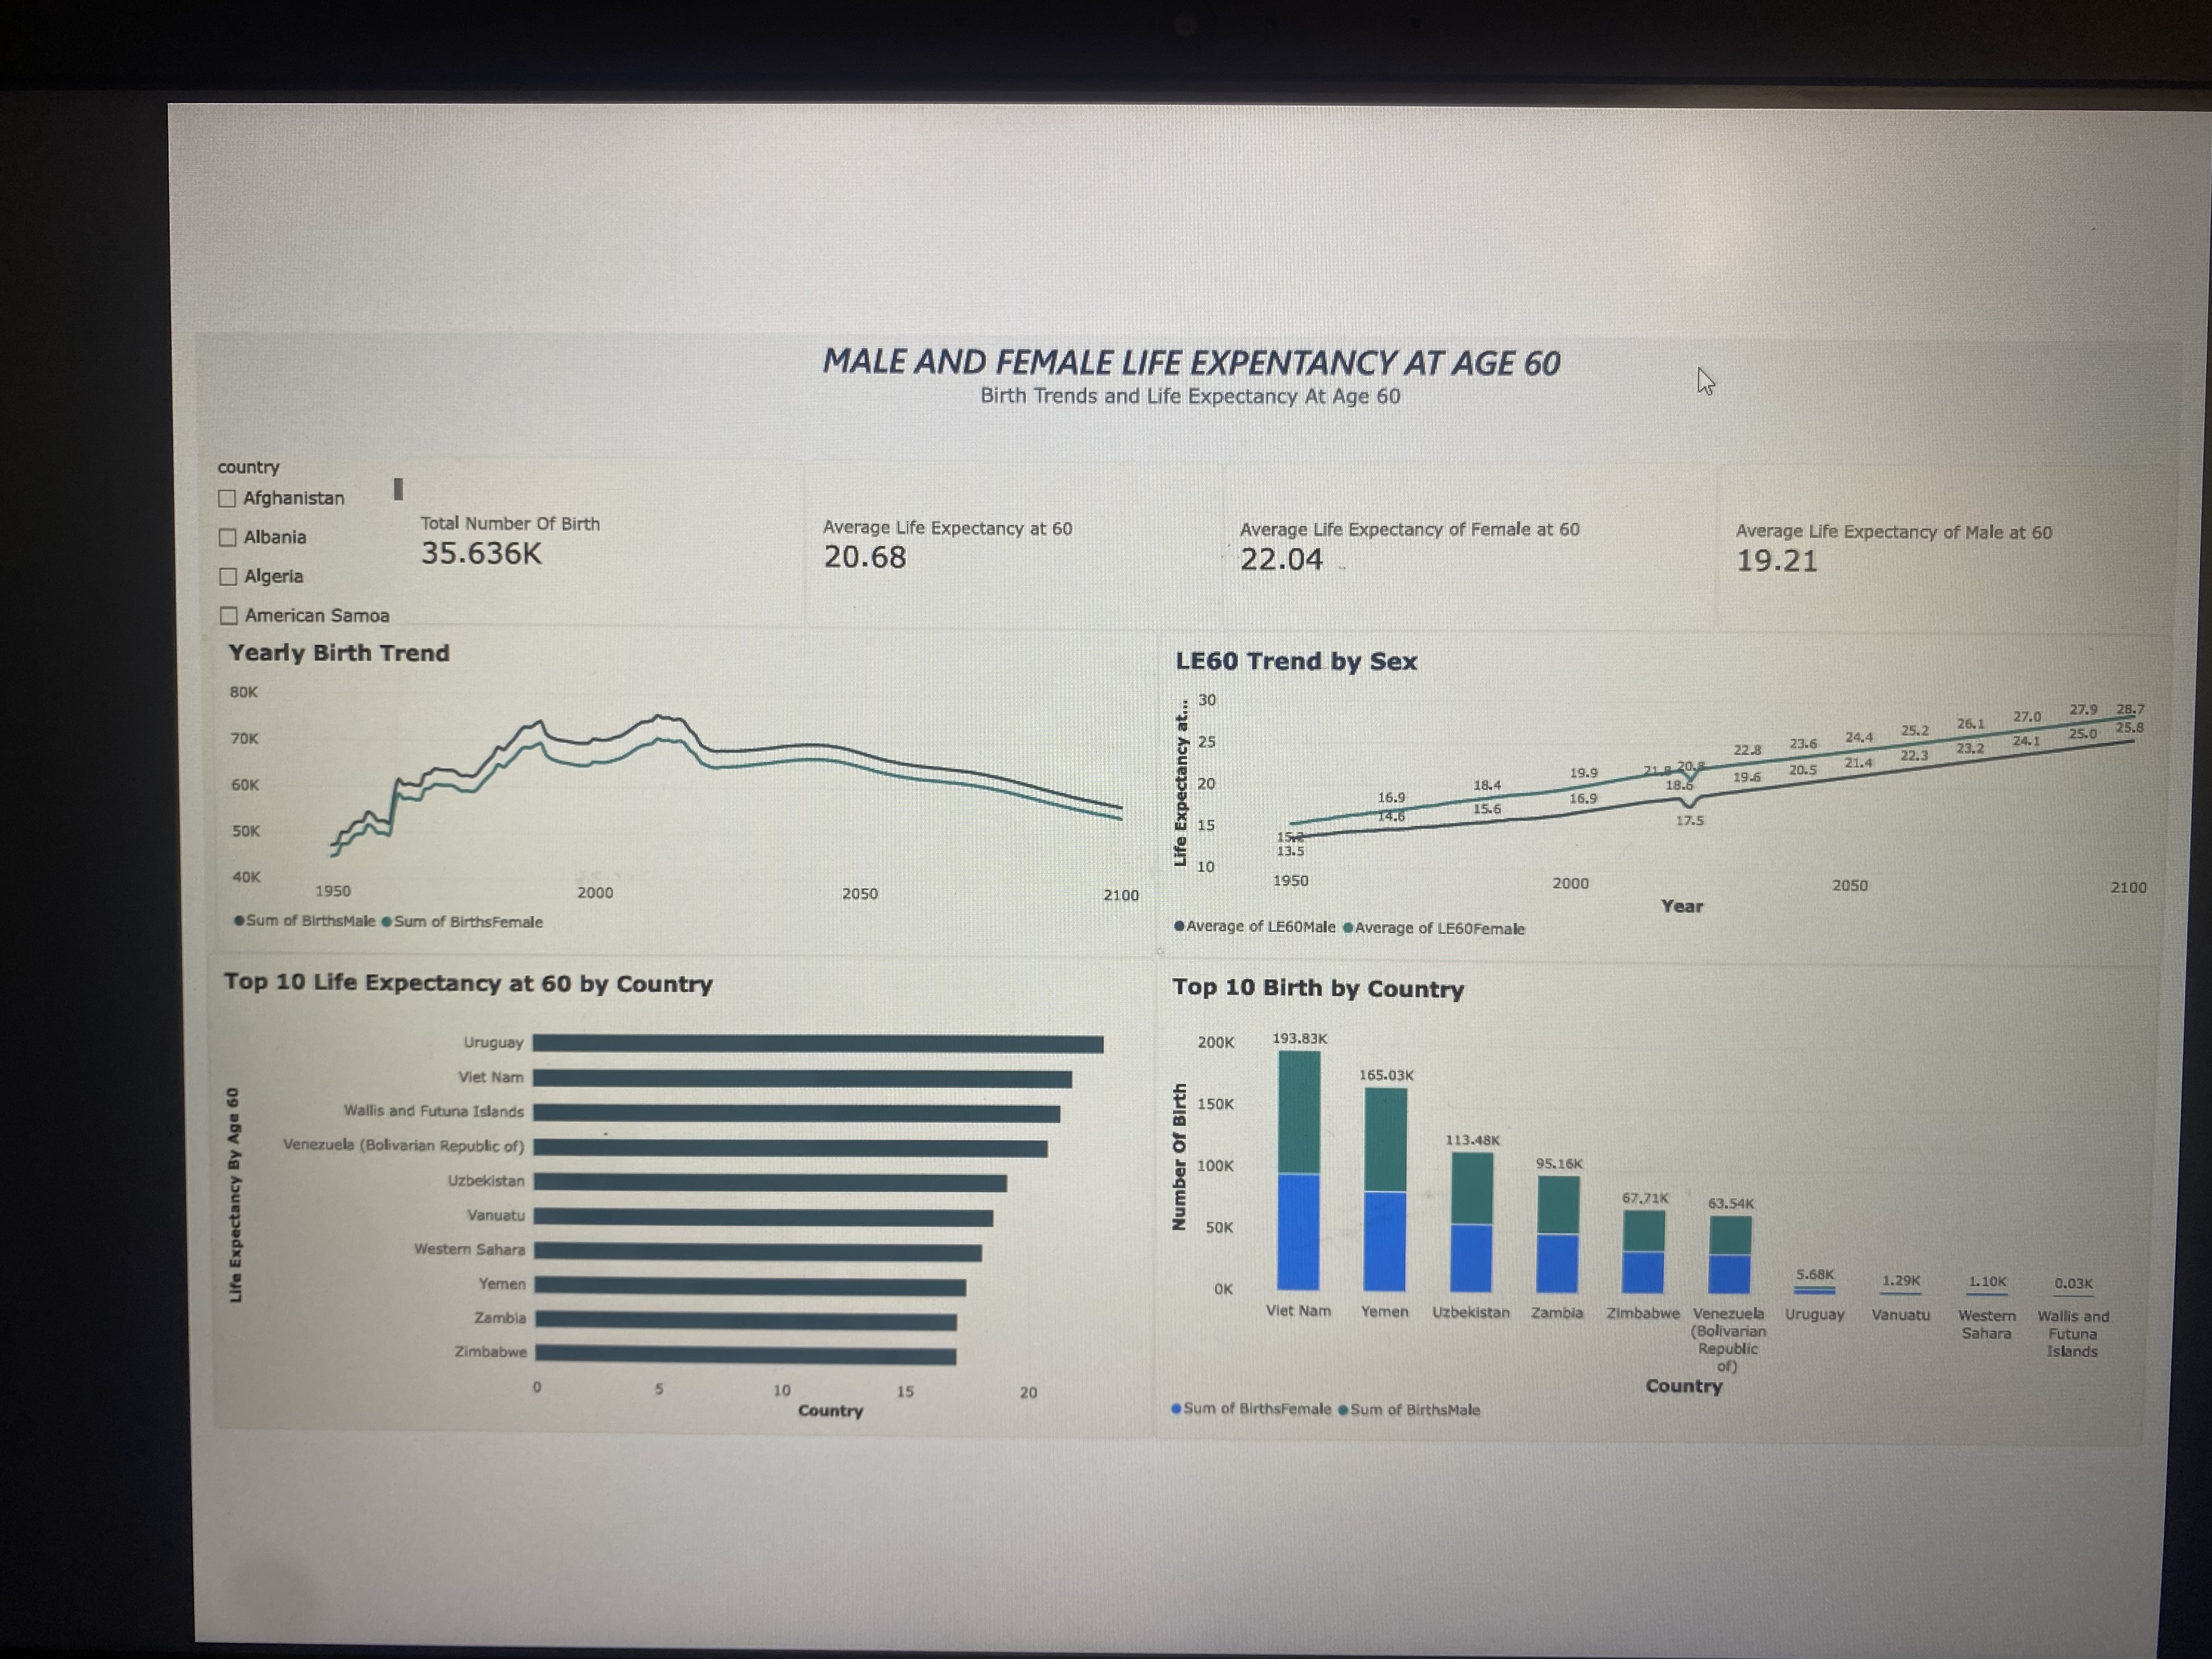 MALE AND FEMALE LIFE EXPENTANCY AT AGE 60
Birth Trends and Life Expectancy At Age 60
country
Afghanistan
Albania
Algeria
American Samoa
Total Number Of Birth
35.636K
Average Life Expectancy at 60
20.68
Average Life Expectancy of Female at 60
22.04
Average Life Expectancy of Male at 60
19.21
Yearly Birth Trend
80K
70K
60K
50K
40K
1950 2000 2050 2100
Sum of BirthsMale Sum of BirthsFemale
LE60 Trend by Sex
Life Expectancy at...
30
25
20
15
10
16.9 18.4 19.9 21.8 20.8 22.8 23.6 24.4 25.2 26.1 27.0 27.9 28.7
15.2
13.5 14.6 15.6 16.9 18.6 17.5 19.6 20.5 21.4 22.3 23.2 24.1 25.0 25.8
1950 2000 2050 2100
Year
Average of LE60Male Average of LE60Female
Top 10 Life Expectancy at 60 by Country
Life Expectancy By Age 60
Uruguay
Viet Nam
Wallis and Futuna Islands
Venezuela (Bolivarian Republic of)
Uzbekistan
Vanuatu
Western Sahara
Yemen
Zambia
Zimbabwe
0 5 10 15 20
Country
Top 10 Birth by Country
Number Of Birth
200K
150K
100K
50K
0K
193.83K
165.03K
113.48K
95.16K
67.71K
63.54K
5.68K
1.29K
1.10K
0.03K
Viet Nam
Yemen
Uzbekistan
Zambia
Zimbabwe
Venezuela
(Bolivarian
Republic
of)
Uruguay
Vanuatu
Western
Sahara
Wallis and
Futuna
Islands
Country
Sum of BirthsFemale Sum of BirthsMale